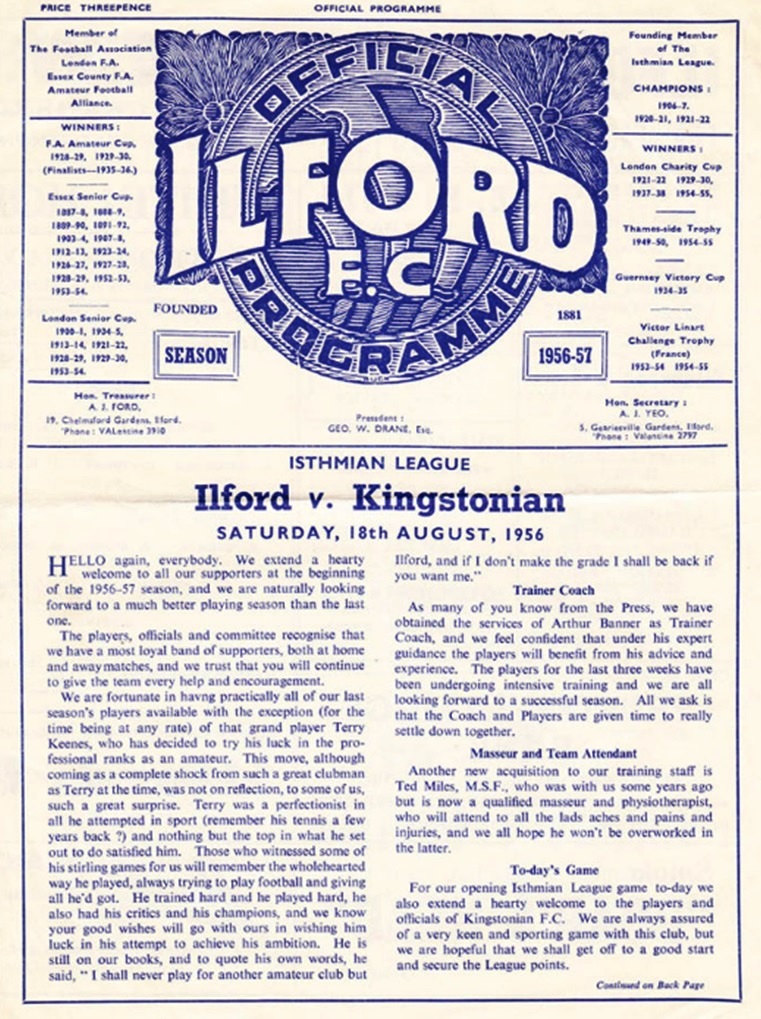 PRICE THREEPENCE
OFFICIAL PROGRAMME
Member of
The Football Association
London F.A.
Essex County F.A.
Amateur Football
Alliance.
WINNERS :
F.A. Amateur Cup,
1928-29, 1929-30.
(Finalists—1935-36.)
Essex Senior Cup.
1887-8, 1888-9,
1889-90, 1891-92,
1903-4, 1907-8,
1912-13, 1923-24,
1926-27, 1927-28,
1928-29, 1952-53,
1953-54.
London Senior Cup.
1900-1, 1934-5,
1913-14, 1921-22,
1928-29, 1929-30,
1953-54.
OFFICIAL
ILFORD
F.C
PROGRAMME
FOUNDED
1881
SEASON
1956-57
Founding Member
of The
Isthmian League.
CHAMPIONS :
1906-7.
1920-21, 1921-22
WINNERS :
London Charity Cup
1921-22 1929-30,
1937-38 1954-55,
Thames-side Trophy
1949-50, 1954-55
Guernsey Victory Cup
1934-35
Victor Linart
Challenge Trophy
(France)
1953-54 1954-55
Hon. Treasurer :
A. J. FORD,
19, Chelmsford Gardens, Ilford.
'Phone : VALentine 3910
President :
GEO. W. DRANE, Esq.
Hon. Secretary :
A. J. YEO,
5, Geariesville Gardens, Ilford.
'Phone : Valantine 2797
ISTHMIAN LEAGUE
Ilford v. Kingstonian
SATURDAY, 18th AUGUST, 1956
HELLO again, everybody. We extend a hearty
welcome to all our supporters at the beginning
of the 1956-57 season, and we are naturally looking
forward to a much better playing season than the last
one.
The players, officials and committee recognise that
we have a most loyal band of supporters, both at home
and away matches, and we trust that you will continue
to give the team every help and encouragement.
We are fortunate in havng practically all of our last
season's players available with the exception (for the
time being at any rate) of that grand player Terry
Keenes, who has decided to try his luck in the pro-
fessional ranks as an amateur. This move, although
coming as a complete shock from such a great clubman
as Terry at the time, was not on reflection, to some of us,
such a great surprise. Terry was a perfectionist in
all he attempted in sport (remember his tennis a few
years back ?) and nothing but the top in what he set
out to do satisfied him. Those who witnessed some of
his stirling games for us will remember the wholehearted
way he played, always trying to play football and giving
all he'd got. He trained hard and he played hard, he
also had his critics and his champions, and we know
your good wishes will go with ours in wishing him
luck in his attempt to achieve his ambition. He is
still on our books, and to quote his own words, he
said, " I shall never play for another amateur club but
Ilford, and if I don't make the grade I shall be back if
you want me."
Trainer Coach
As many of you know from the Press, we have
obtained the services of Arthur Banner as Trainer
Coach, and we feel confident that under his expert
guidance the players will benefit from his advice and
experience. The players for the last three weeks have
been undergoing intensive training and we are all
looking forward to a successful season. All we ask is
that the Coach and Players are given time to really
settle down together.
Masseur and Team Attendant
Another new acquisition to our training staff is
Ted Miles, M.S.F., who was with us some years ago
but is now a qualified masseur and physiotherapist,
who will attend to all the lads aches and pains and
injuries, and we all hope he won't be overworked in
the latter.
To-day's Game
For our opening Isthmian League game to-day we
also extend a hearty welcome to the players and
officials of Kingstonian F.C. We are always assured
of a very keen and sporting game with this club, but
we are hopeful that we shall get off to a good start
and secure the League points.
Continued on Back Page